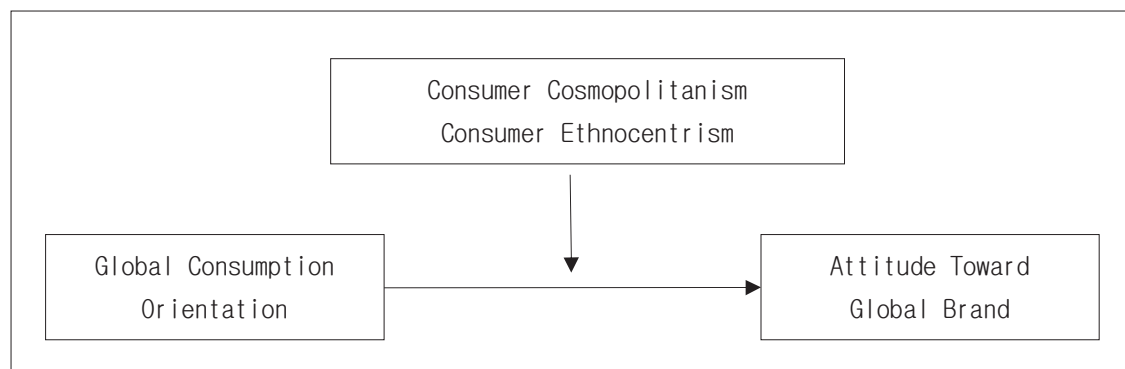 Consumer Cosmopolitanism
Consumer Ethnocentrism
Global Consumption
Orientation
Attitude Toward
Global Brand